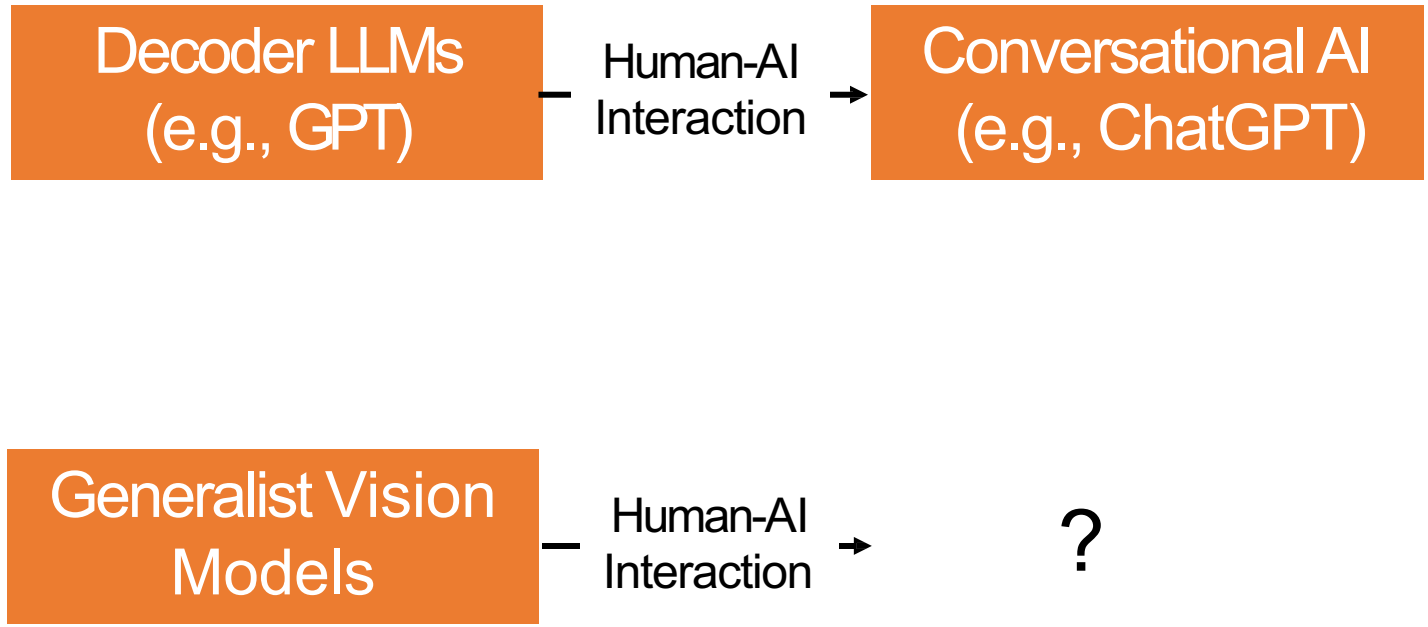 Decoder LLMs
(e.g., GPT)
Human-AI
Interaction
Conversational AI
(e.g., ChatGPT)
Generalist Vision
Models
Human-AI
Interaction
?